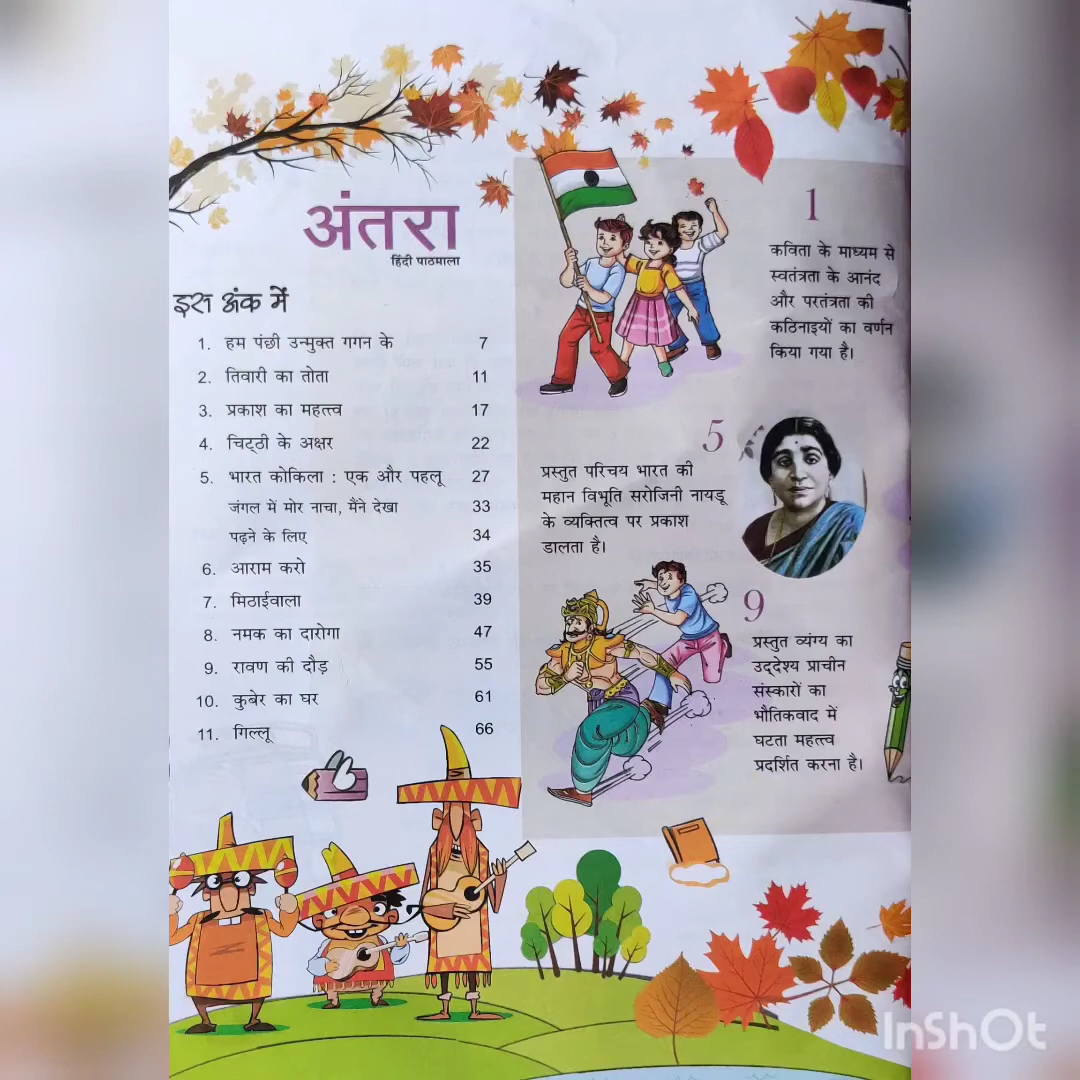 अंतरा
हिंदी पाठमाला
इस अंक में
1. हम पंछी उन्मुक्त गगन के 7
2. तिवारी का तोता 11
3. प्रकाश का महत्त्व 17
4. चिट्ठी के अक्षर 22
5. भारत कोकिला : एक और पहलू 27
जंगल में मोर नाचा, मैंने देखा 33
पढ़ने के लिए 34
6. आराम करो 35
7. मिठाईवाला 39
8. नमक का दारोगा 47
9. रावण की दौड़ 55
10. कुबेर का घर 61
11. गिल्लू 66
1
कविता के माध्यम से
स्वतंत्रता के आनंद
और परतंत्रता की
कठिनाइयों का वर्णन
किया गया है।
5
प्रस्तुत परिचय भारत की
महान विभूति सरोजिनी नायडू
के व्यक्तित्व पर प्रकाश
डालता है।
9
प्रस्तुत व्यंग्य का
उद्देश्य प्राचीन
संस्कारों का
भौतिकवाद में
घटता महत्त्व
प्रदर्शित करना है।
InShOt